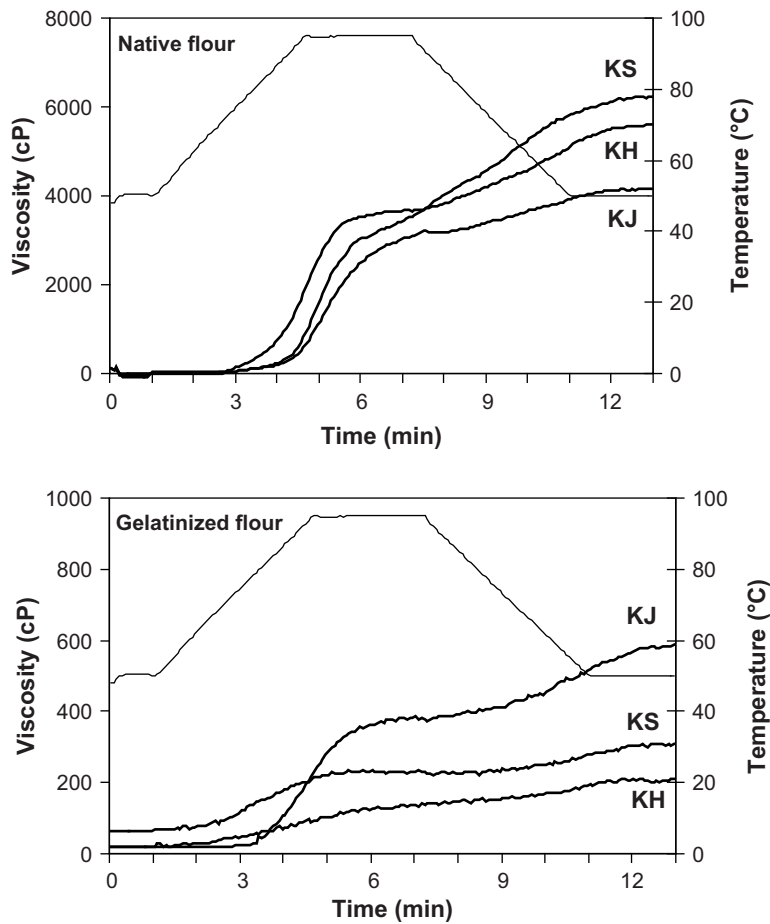 Native flour
8000
6000
4000
2000
0
Viscosity (cP)
100
80
60
40
20
0
Temperature (°C)
KS
KH
KJ
0 3 6 9 12
Time (min)
Gelatinized flour
1000
800
600
400
200
0
Viscosity (cP)
100
80
60
40
20
0
Temperature (°C)
KJ
KS
KH
0 3 6 9 12
Time (min)